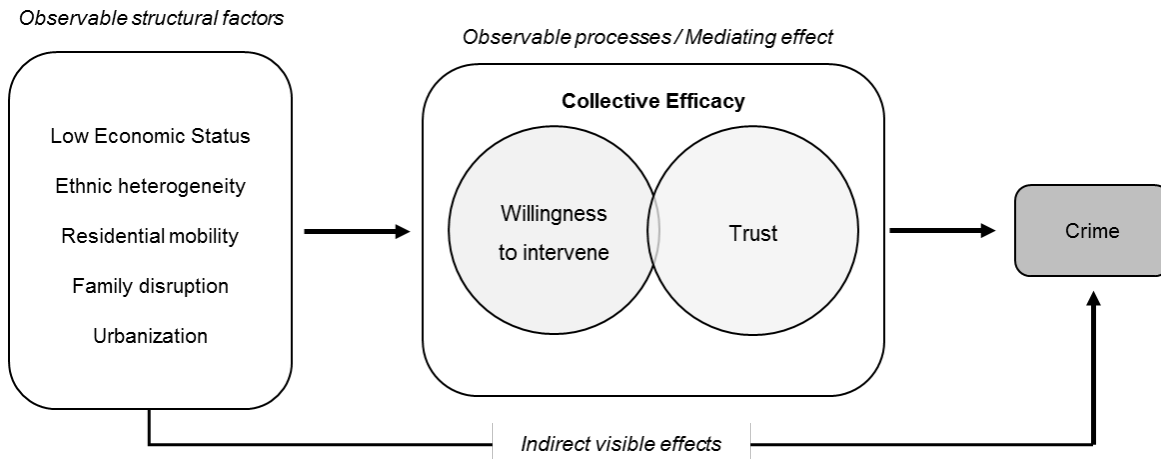 Observable structural factors
Low Economic Status
Ethnic heterogeneity
Residential mobility
Family disruption
Urbanization
Observable processes / Mediating effect
Collective Efficacy
Willingness
to intervene
Trust
Crime
Indirect visible effects